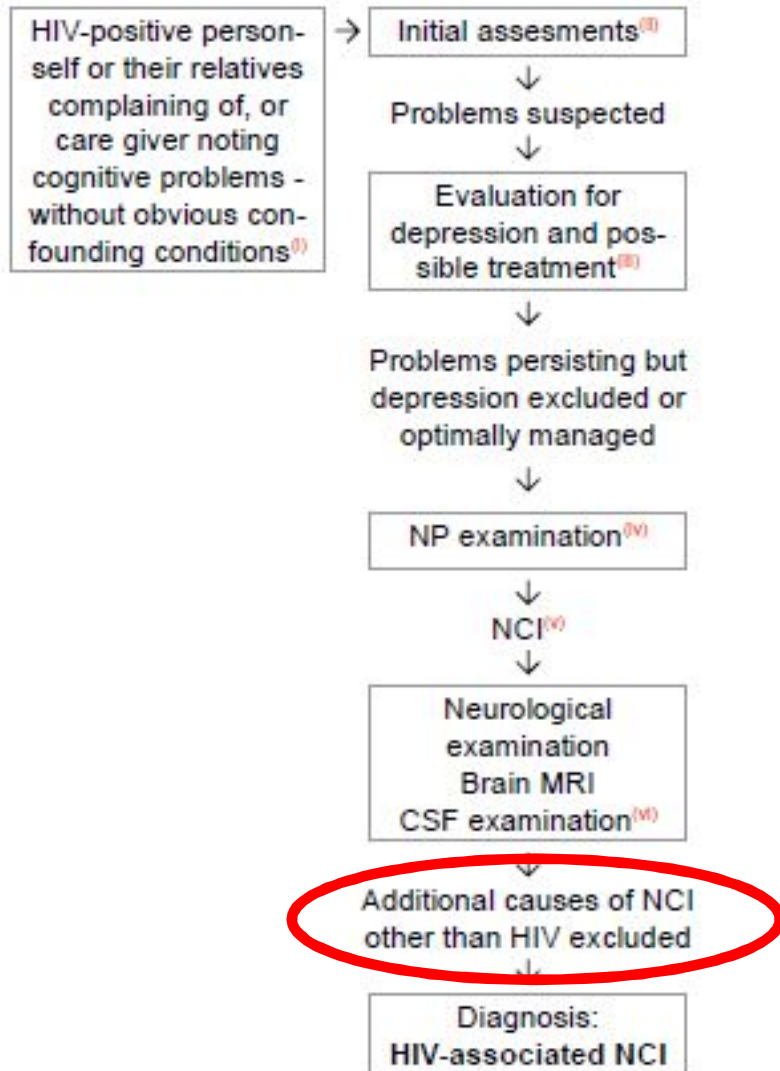 HIV-positive person-
self or their relatives
complaining of, or
care giver noting
cognitive problems -
without obvious con-
founding conditions(i)
→ Initial assesments(ii)
↓
Problems suspected
↓
Evaluation for
depression and pos-
sible treatment(iii)
↓
Problems persisting but
depression excluded or
optimally managed
↓
NP examination(iv)
↓
NCI(v)
↓
Neurological
examination
Brain MRI
CSF examination(vi)
↓
Additional causes of NCI
other than HIV excluded
↓
Diagnosis:
HIV-associated NCI